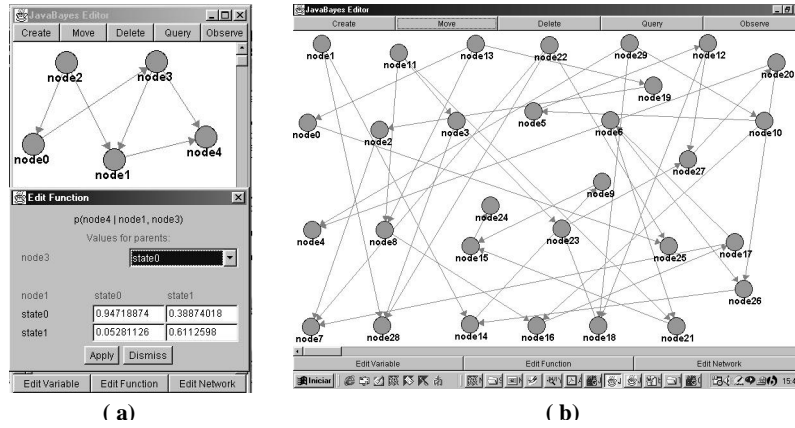 JavaBayes Editor
Create Move Delete Query Observe
node2
node3
node0
node1
node4
Edit Function
p(node4 | node1, node3)
Values for parents:
node3 state0
node1 state0 state1
state0 0.94718874 0.38874018
state1 0.05281126 0.6112598
Apply Dismiss
Edit Variable Edit Function Edit Network
( a )
JavaBayes Editor
Create Move Delete Query Observe
node1
node11
node13
node22
node29
node12
node20
node19
node0
node2
node3
node5
node6
node10
node27
node9
node24
node4
node8
node15
node23
node25
node17
node26
node7
node28
node14
node16
node18
node21
Edit Variable Edit Function Edit Network
Iniciar
( b )